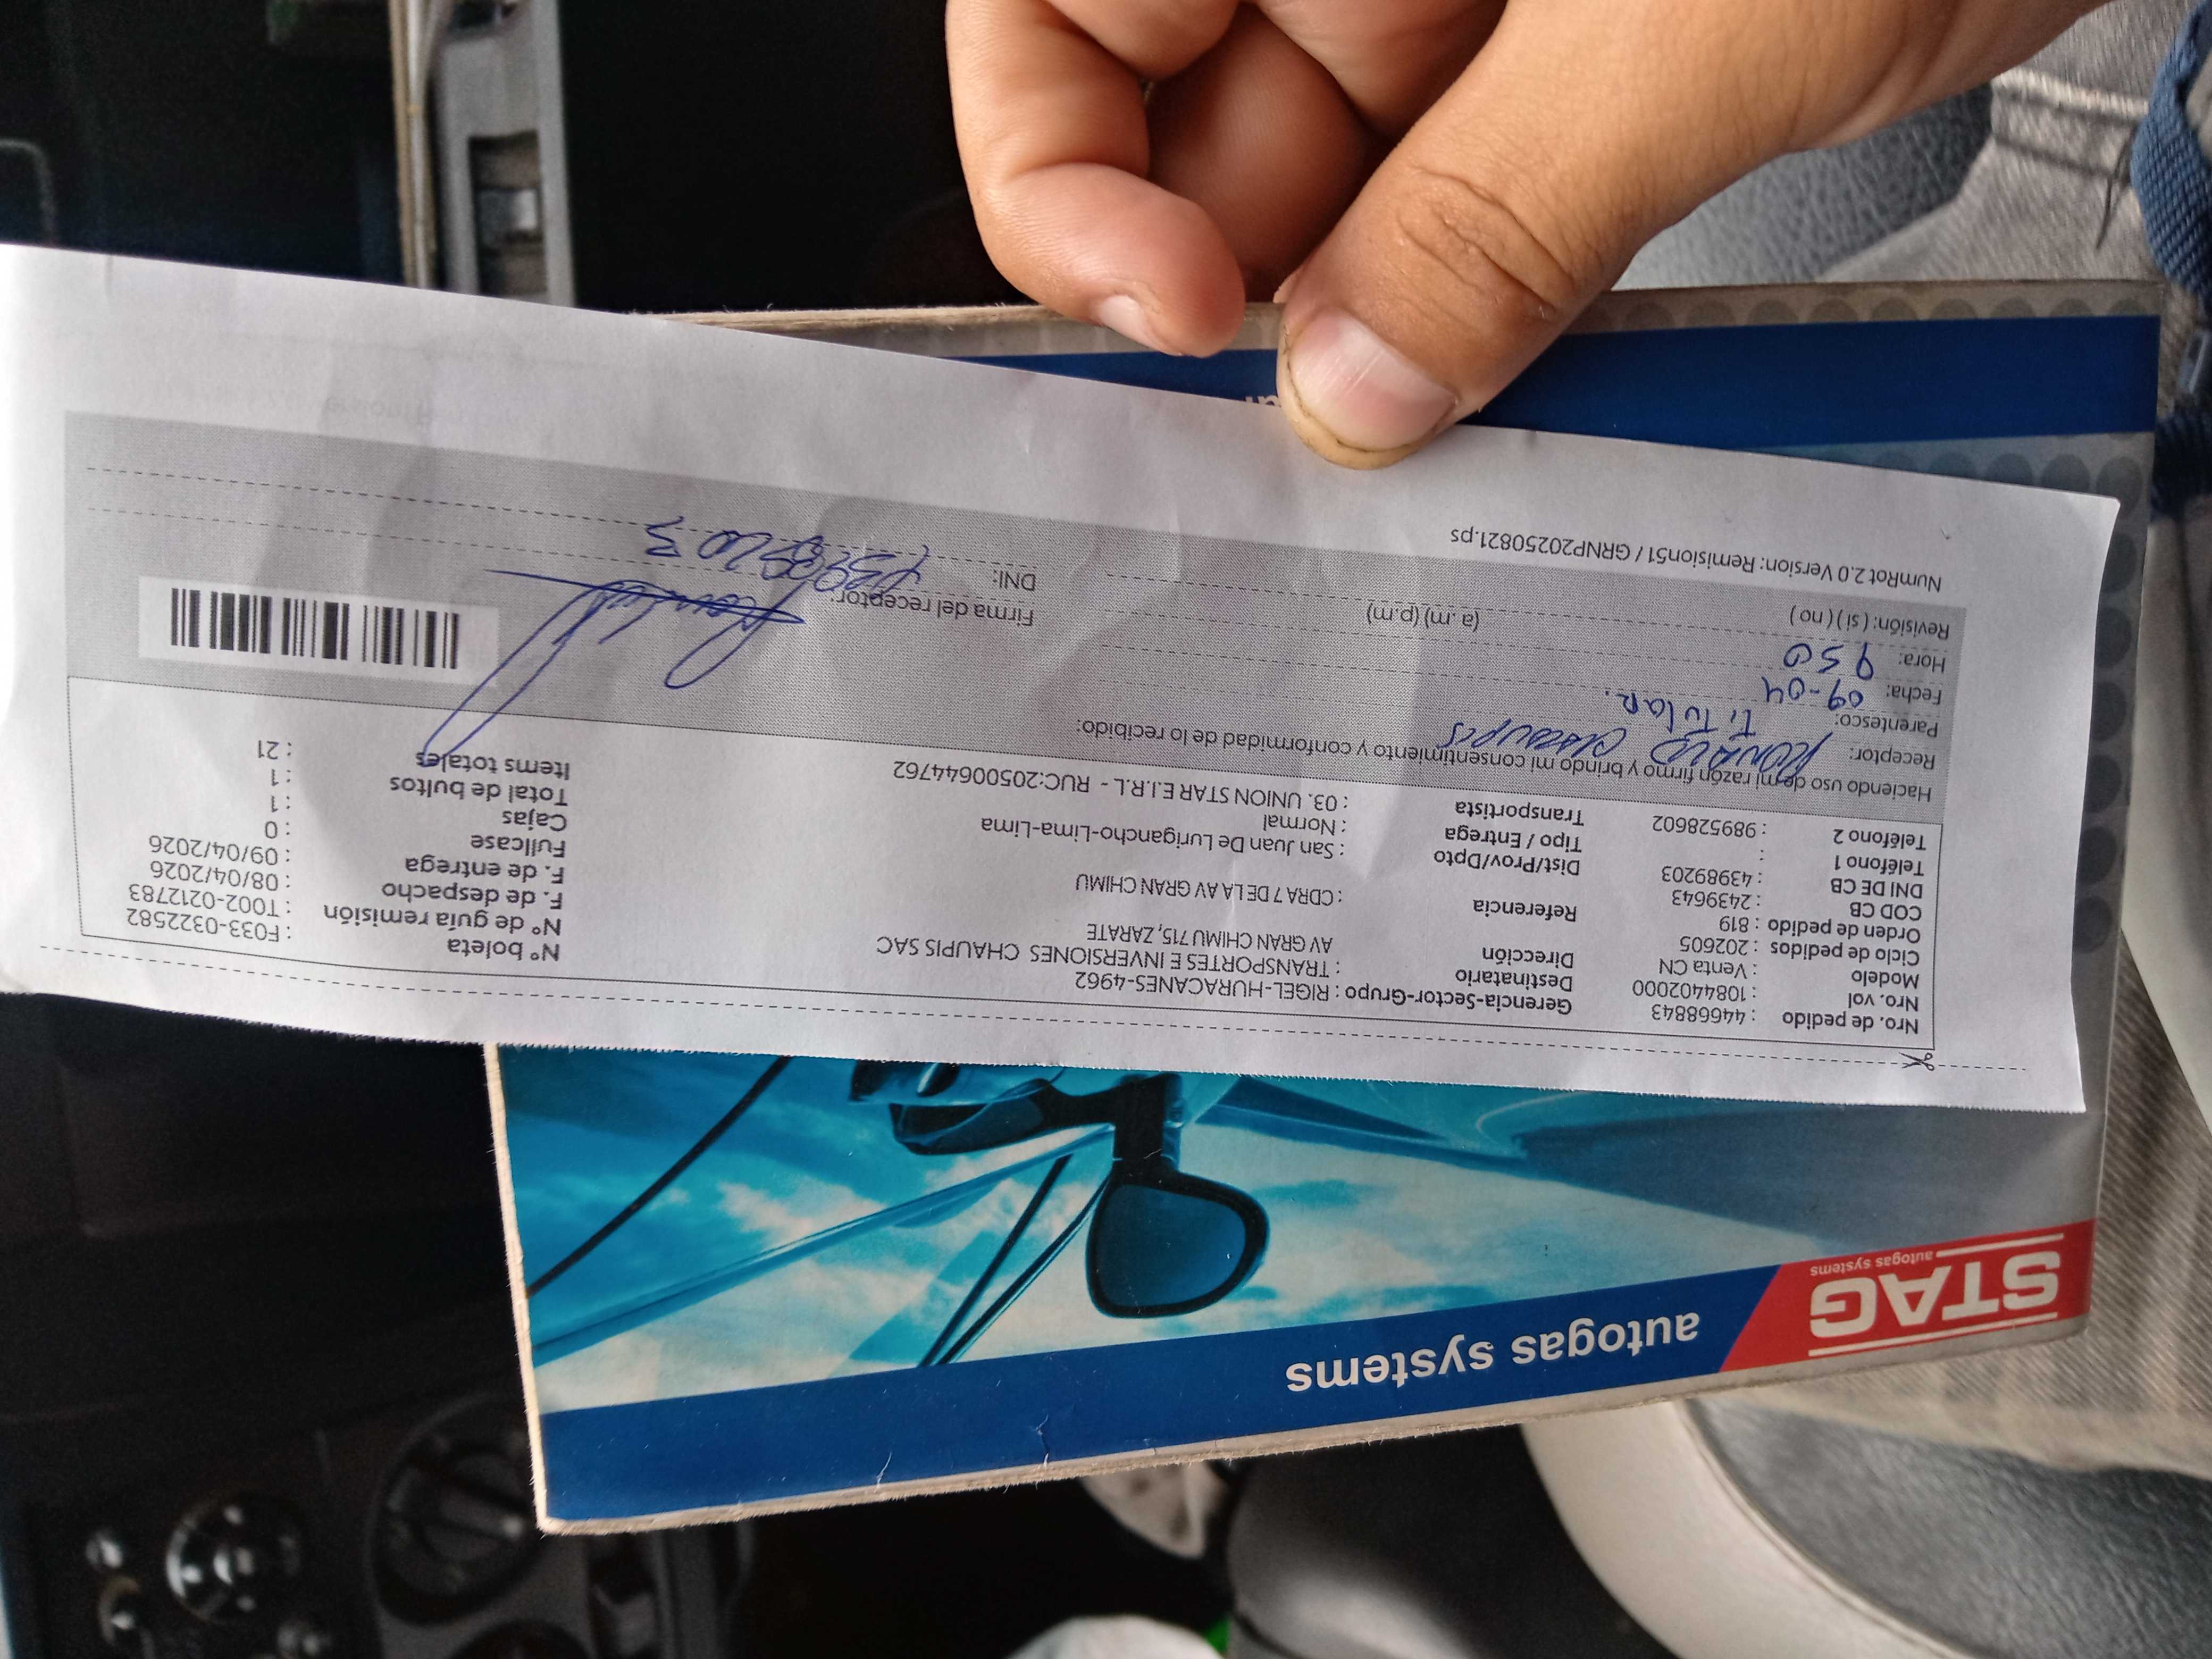 Nro. de pedido : 44668843 Gerencia-Sector-Grupo : RIGEL-HURACANES-4962 N° boleta : F033-0322582
Nro. vol : 1084402000 Destinatario : TRANSPORTES E INVERSIONES CHAUPIS SAC N° de guía remisión : T002-0212783
Modelo : Venta CN Dirección AV GRAN CHIMU 715, ZARATE F. de despacho : 08/04/2026
Ciclo de pedidos : 202605 F. de entrega : 09/04/2026
Orden de pedido : 819 Referencia : CDRA 7 DE LA AV GRAN CHIMU Fullcase : 0
COD CB : 2439643 Cajas : 1
DNI DE CB : 43989203 Dist/Prov/Dpto : San Juan De Lurigancho-Lima-Lima Total de bultos : 1
Teléfono 1 : Tipo / Entrega : Normal Items totales : 21
Teléfono 2 : 989528602 Transportista : 03. UNION STAR E.I.R.L - RUC:20500644762
Haciendo uso de mi razón firmo y brindo mi consentimiento y conformidad de lo recibido:
Receptor: Chaupis
Parentesco: Titular.
Fecha: 09-04
Hora: 9 50 (a .m) (p.m) Firma del receptor:
Revisión: ( si ) ( no ) DNI:
NumRot 2.0 Version: Remision51 / GRNP20250821.ps
STAG
autogas systems
autogas systems